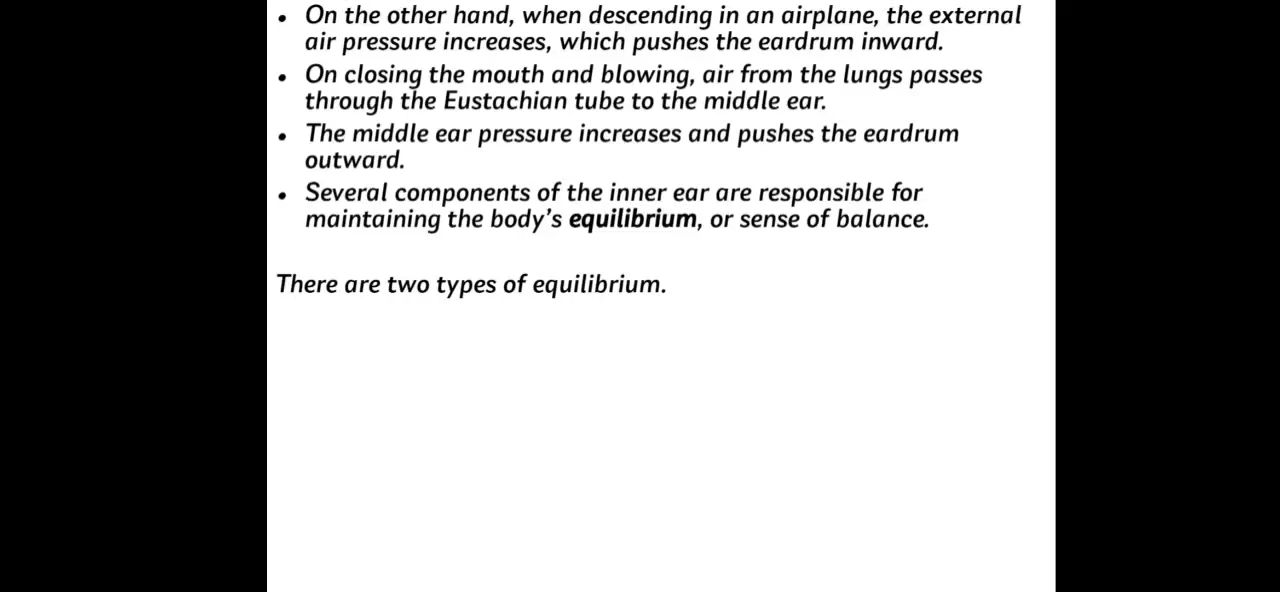 • On the other hand, when descending in an airplane, the external
air pressure increases, which pushes the eardrum inward.
• On closing the mouth and blowing, air from the lungs passes
through the Eustachian tube to the middle ear.
• The middle ear pressure increases and pushes the eardrum
outward.
• Several components of the inner ear are responsible for
maintaining the body’s equilibrium, or sense of balance.
There are two types of equilibrium.